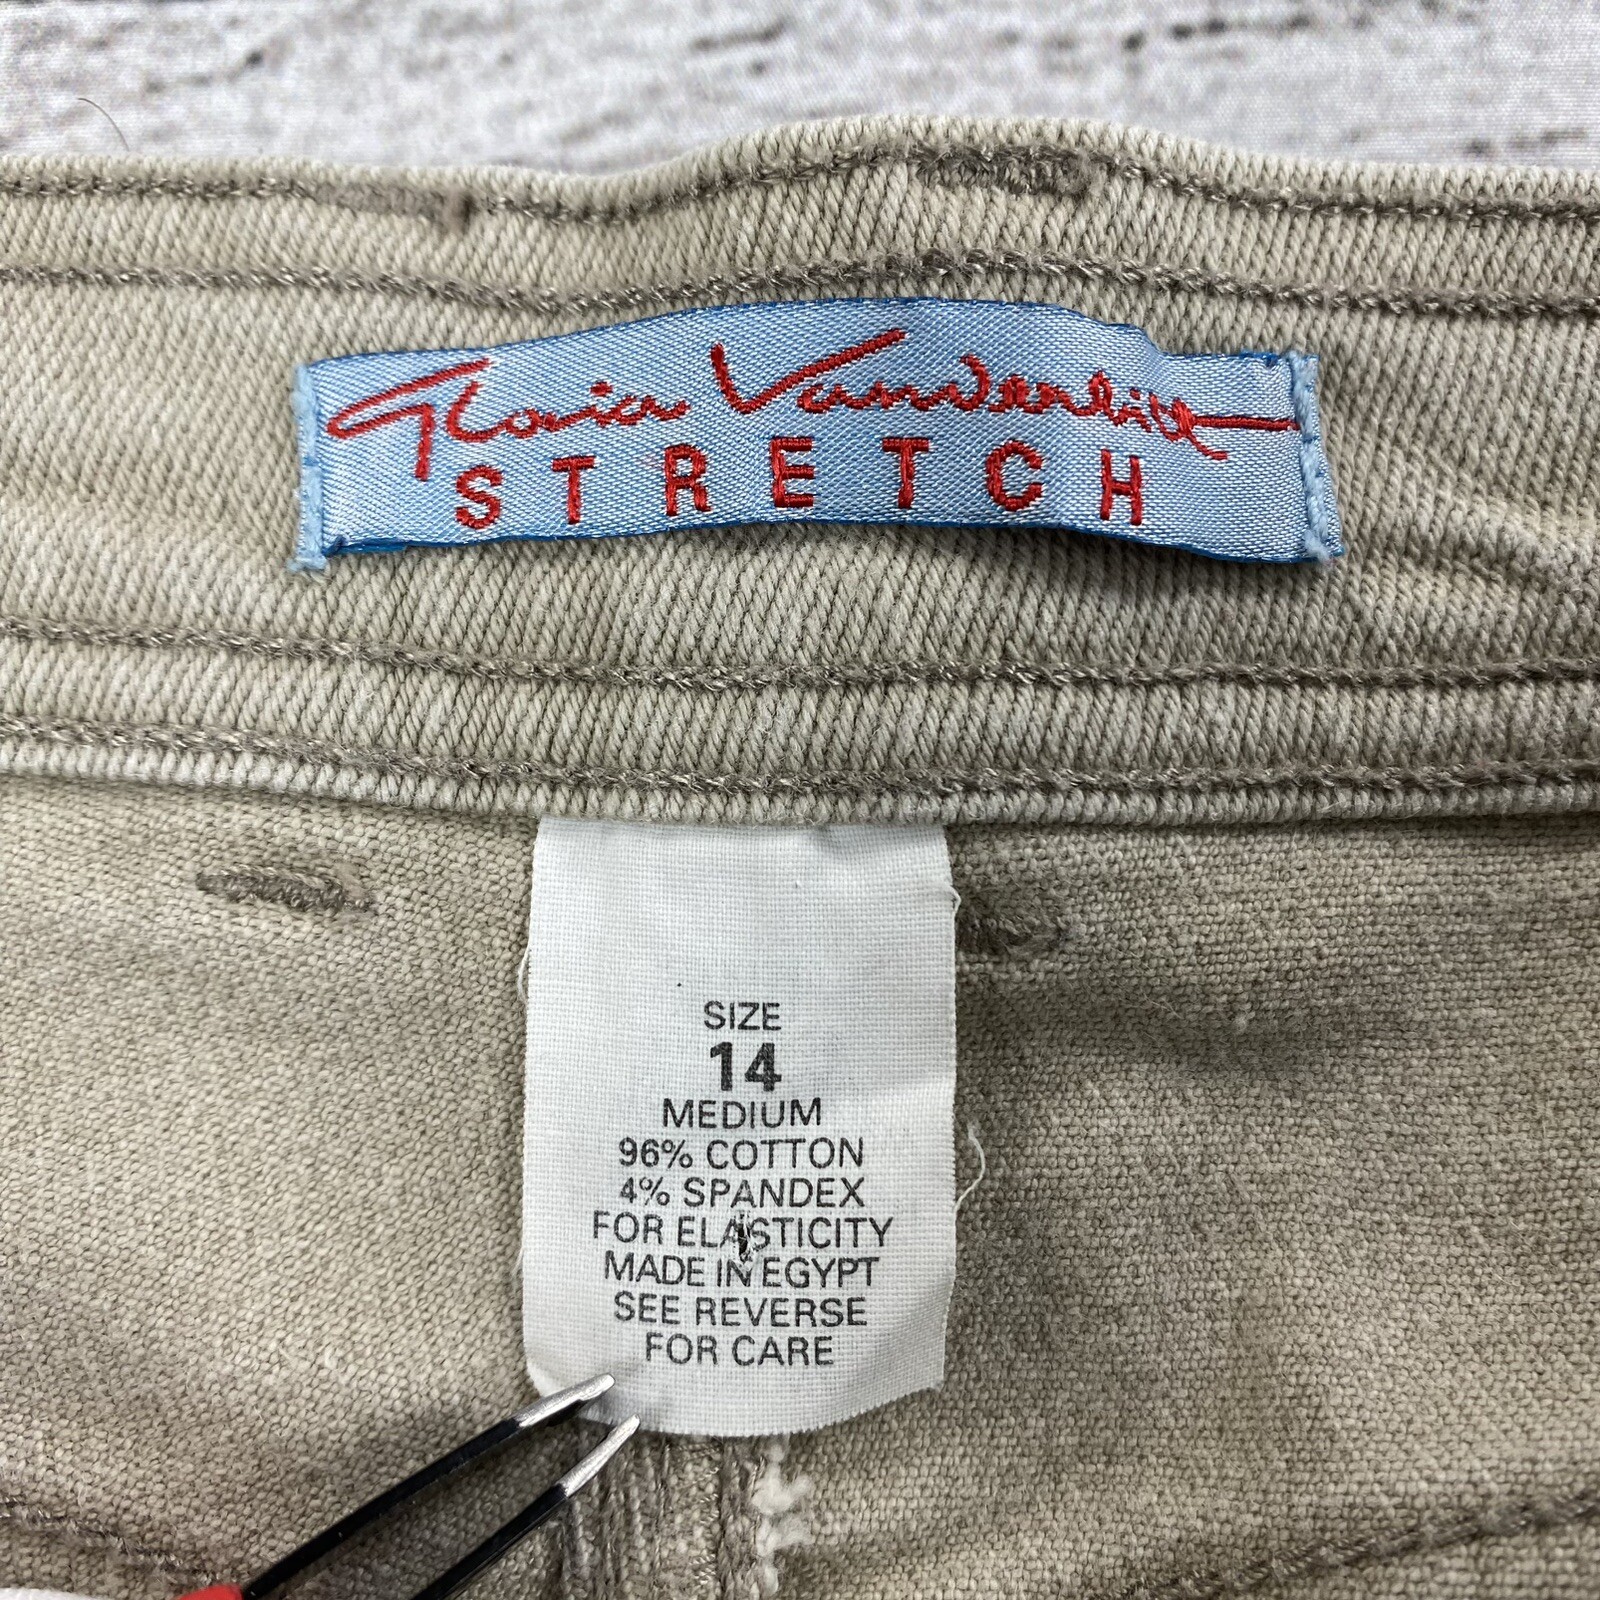 Gloria Vanderbilt
STRETCH
SIZE
14
MEDIUM
96% COTTON
4% SPANDEX
FOR ELASTICITY
MADE IN EGYPT
SEE REVERSE
FOR CARE